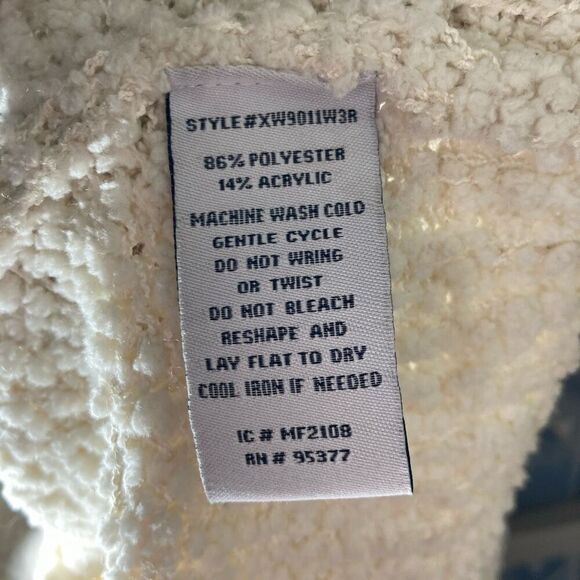 STYLE#XW9011W3R
86% POLYESTER
14% ACRYLIC
MACHINE WASH COLD
GENTLE CYCLE
DO NOT WRING
OR TWIST
DO NOT BLEACH
RESHAPE AND
LAY FLAT TO DRY
COOL IRON IF NEEDED
IC # MF2108
RN # 95377